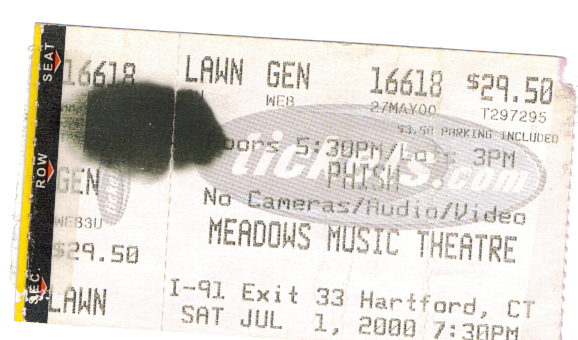 SEAT
ROW
SEC.
16618
GEN
WEB3U
$29.50
LAWN
LAWN GEN 16618 $29.50
WEB 27MAY00 T297295
$3.50 PARKING INCLUDED
5:30PM/Lots 3PM
PHISH
tickets.com
No Cameras/Audio/Video
MEADOWS MUSIC THEATRE
I-91 Exit 33 Hartford, CT
SAT JUL 1, 2000 7:30PM